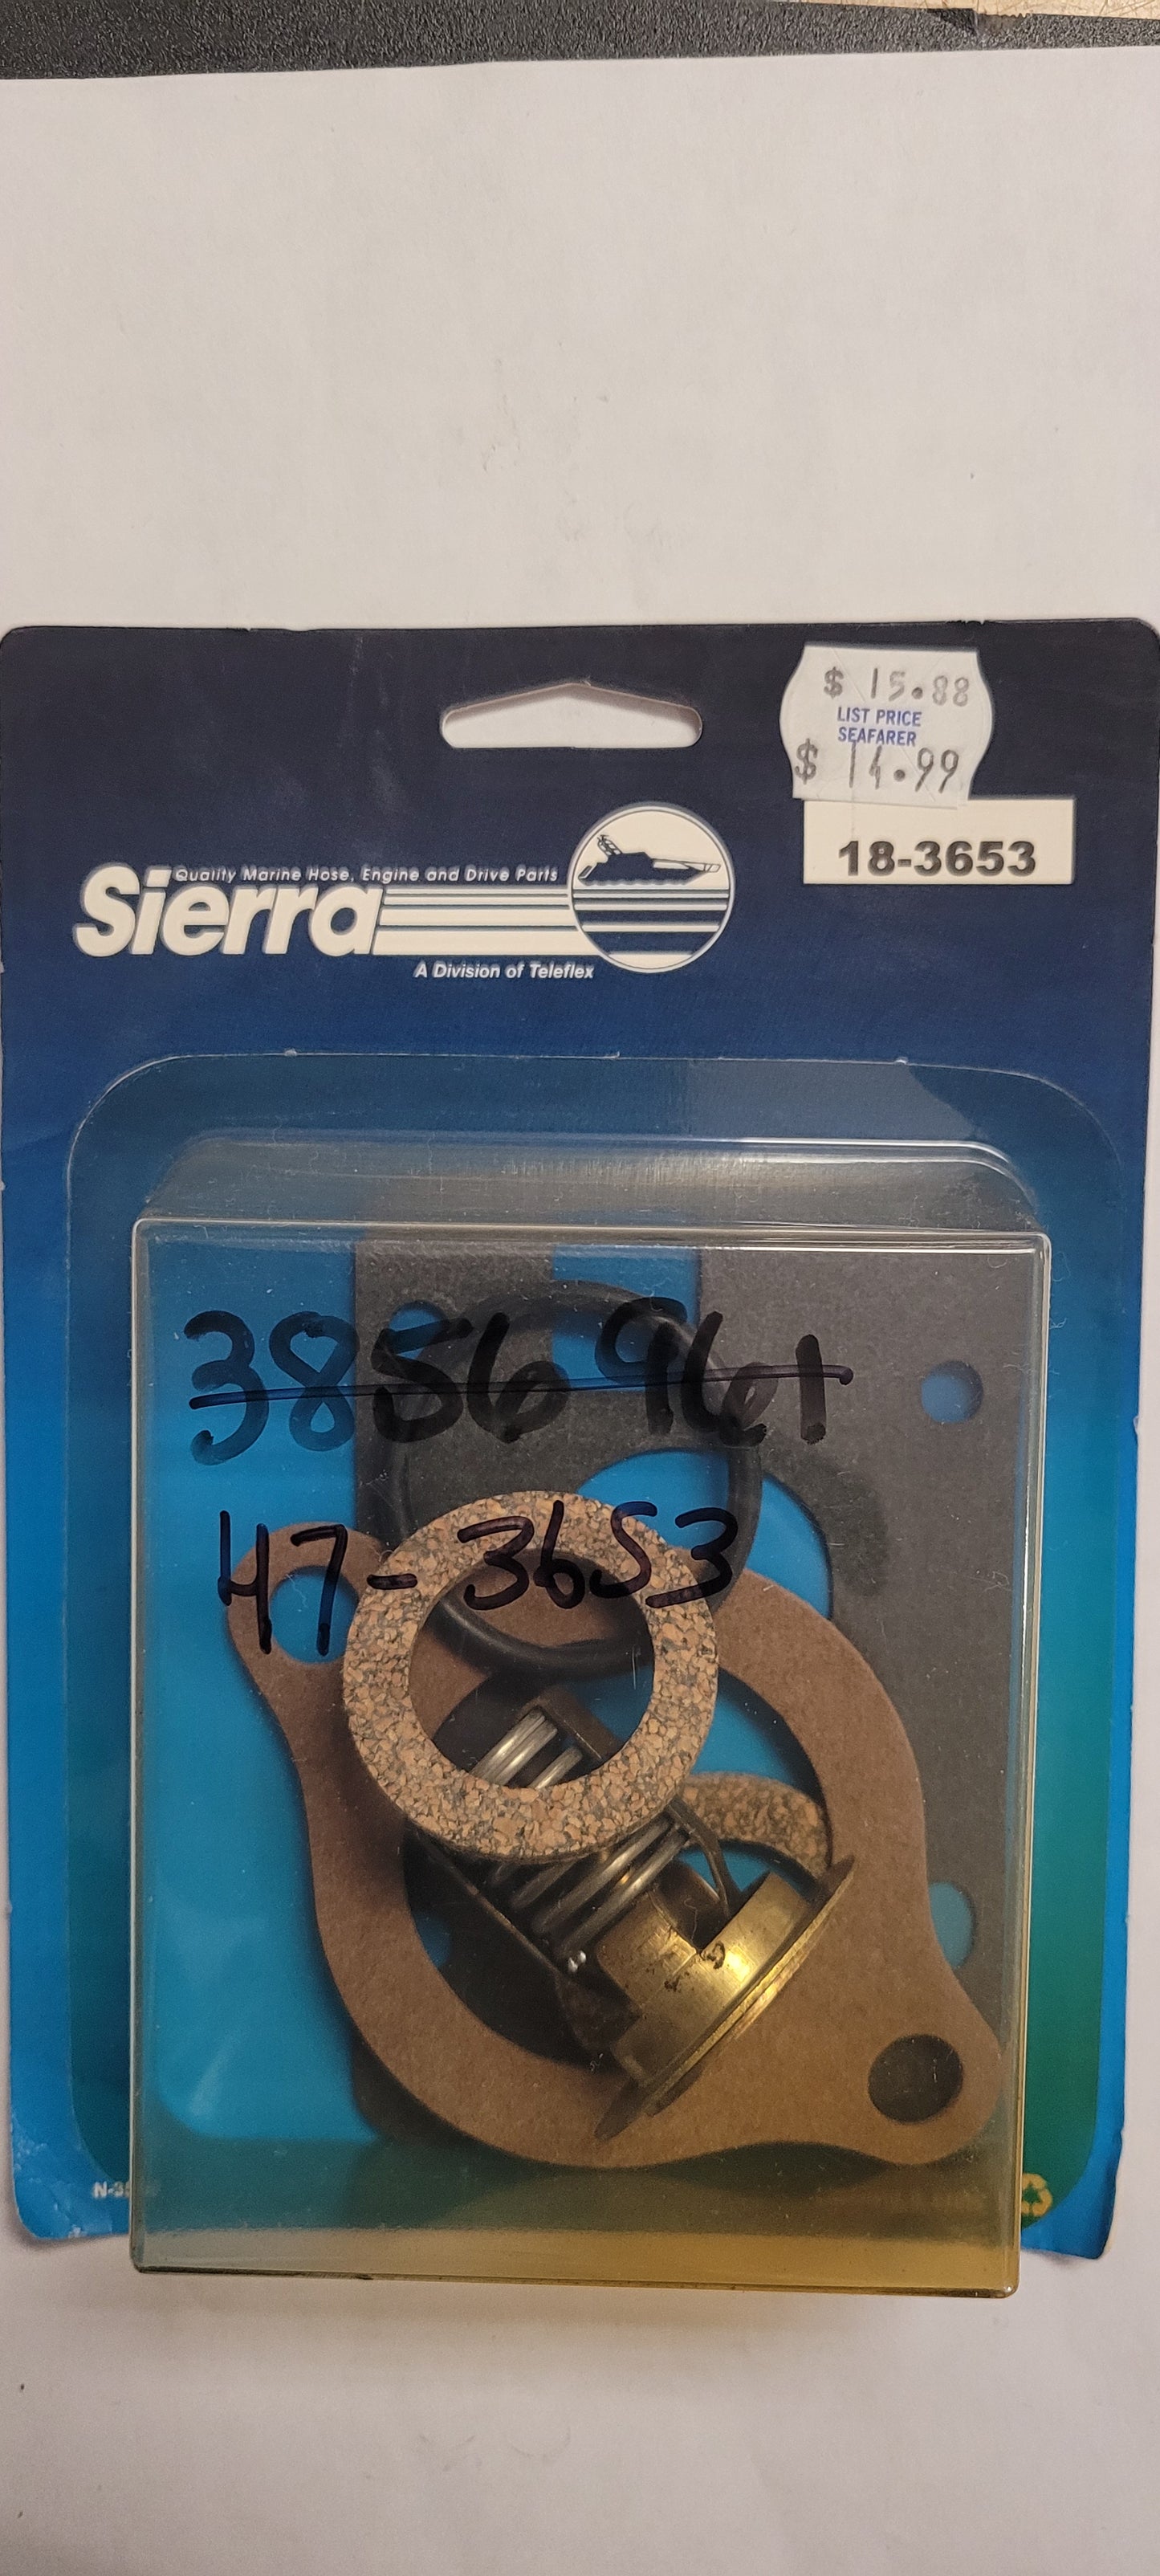 $ 15.88
LIST PRICE
SEAFARER
$ 14.99
18-3653
Quality Marine Hose, Engine and Drive Parts
Sierra
A Division of Teleflex
3856961
47-3653